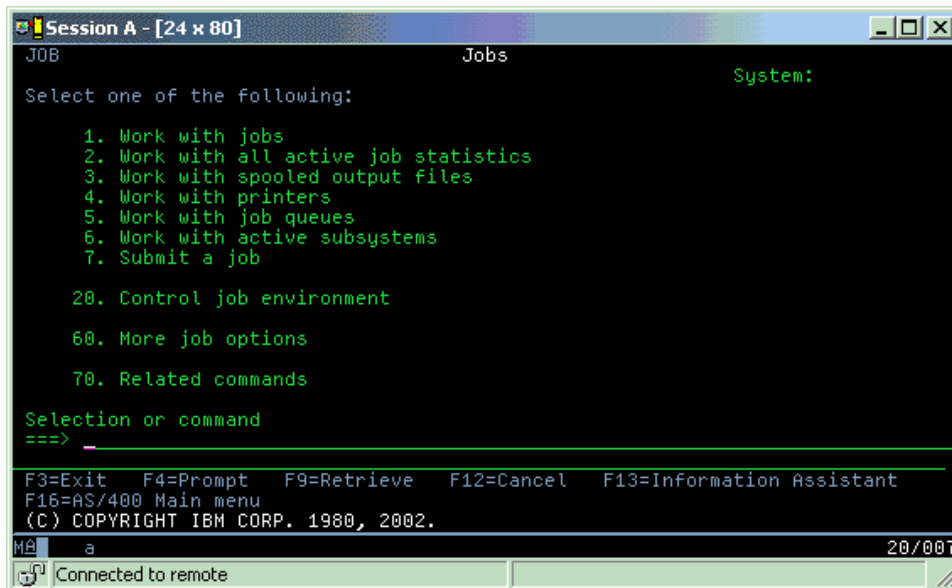 Session A - [24 x 80]
JOB Jobs
System:
Select one of the following:
1. Work with jobs
2. Work with all active job statistics
3. Work with spooled output files
4. Work with printers
5. Work with job queues
6. Work with active subsystems
7. Submit a job
20. Control job environment
60. More job options
70. Related commands
Selection or command
===> _
F3=Exit F4=Prompt F9=Retrieve F12=Cancel F13=Information Assistant
F16=AS/400 Main menu
(C) COPYRIGHT IBM CORP. 1980, 2002.
MA a 20/007
Connected to remote